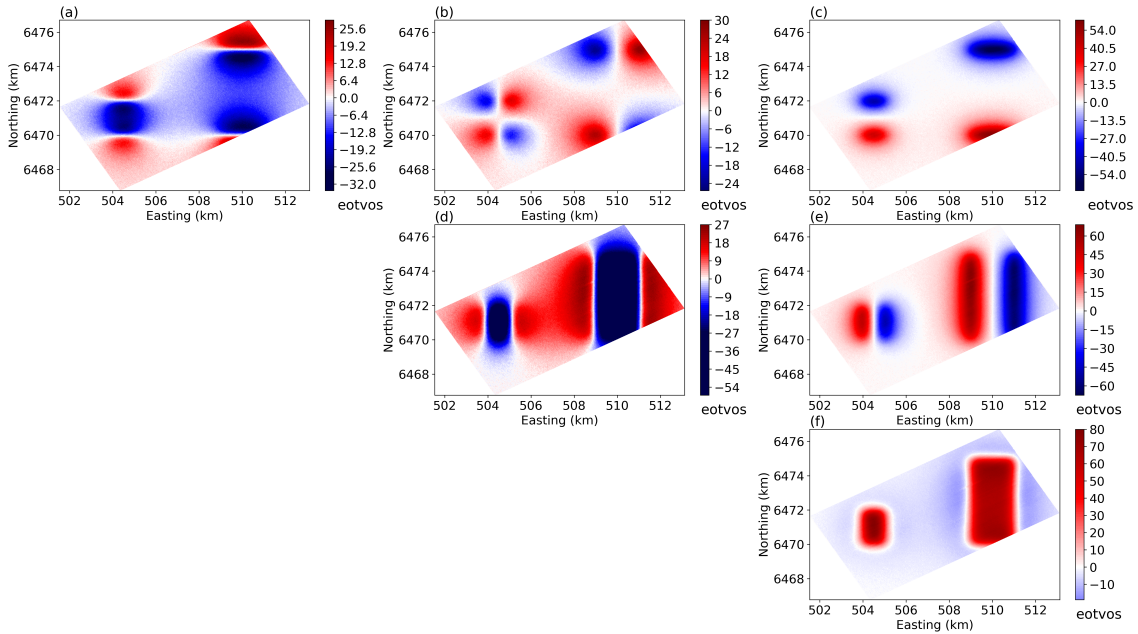 (a)
6476
6474
6472
6470
6468
Northing (km)
502 504 506 508 510 512
Easting (km)
25.6
19.2
12.8
6.4
0.0
−6.4
−12.8
−19.2
−25.6
−32.0
eotvos
(b)
6476
6474
6472
6470
6468
Northing (km)
502 504 506 508 510 512
Easting (km)
30
24
18
12
6
0
−6
−12
−18
−24
eotvos
(c)
6476
6474
6472
6470
6468
Northing (km)
502 504 506 508 510 512
Easting (km)
54.0
40.5
27.0
13.5
0.0
−13.5
−27.0
−40.5
−54.0
eotvos
(d)
6476
6474
6472
6470
6468
Northing (km)
502 504 506 508 510 512
Easting (km)
27
18
9
0
−9
−18
−27
−36
−45
−54
eotvos
(e)
6476
6474
6472
6470
6468
Northing (km)
502 504 506 508 510 512
Easting (km)
60
45
30
15
0
−15
−30
−45
−60
eotvos
(f)
6476
6474
6472
6470
6468
Northing (km)
502 504 506 508 510 512
Easting (km)
80
70
60
50
40
30
20
10
0
−10
eotvos